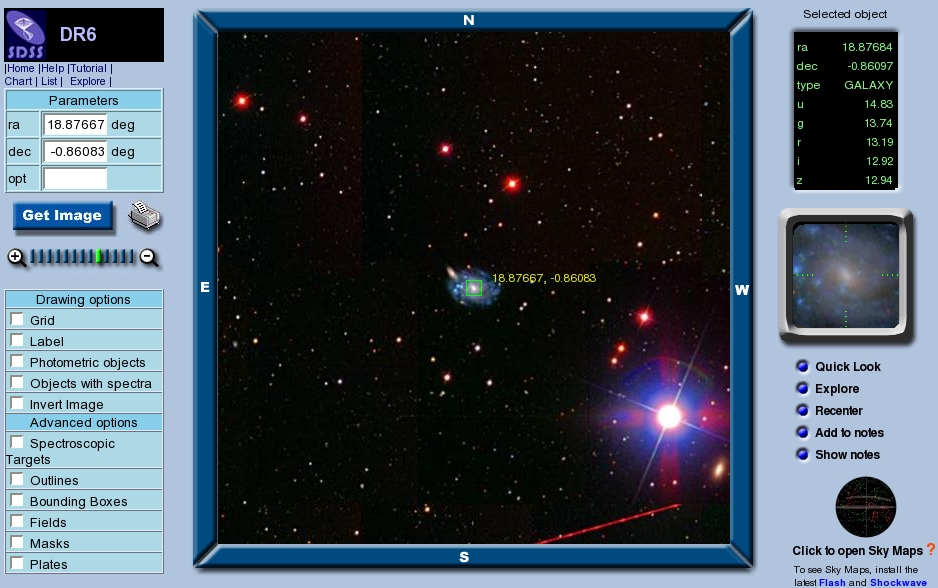 SDSS
DR6
|Home |Help |Tutorial |
Chart | List | Explore |
Parameters
ra 18.87667 deg
dec -0.86083 deg
opt
Get Image
Drawing options
Grid
Label
Photometric objects
Objects with spectra
Invert Image
Advanced options
Spectroscopic
Targets
Outlines
Bounding Boxes
Fields
Masks
Plates
N
E
W
S
18.87667, -0.86083
Selected object
ra 18.87684
dec -0.86097
type GALAXY
u 14.83
g 13.74
r 13.19
i 12.92
z 12.94
Quick Look
Explore
Recenter
Add to notes
Show notes
Click to open Sky Maps ?
To see Sky Maps, install the
latest Flash and Shockwave